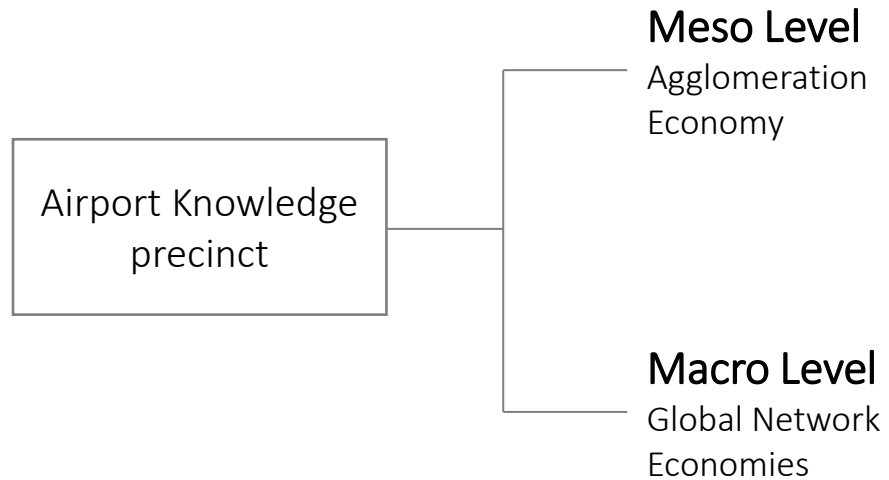 Meso Level
Agglomeration
Economy
Airport Knowledge
precinct
Macro Level
Global Network
Economies